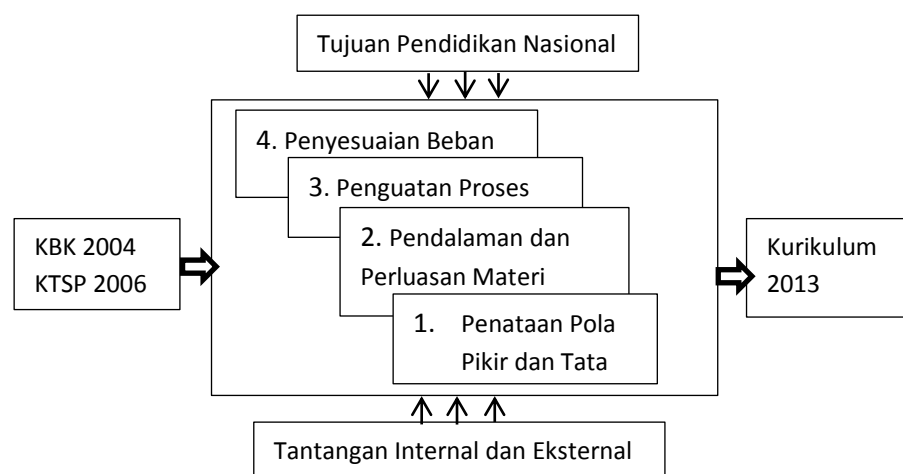 Tujuan Pendidikan Nasional
4. Penyesuaian Beban
3. Penguatan Proses
2. Pendalaman dan
Perluasan Materi
1. Penataan Pola
Pikir dan Tata
KBK 2004
KTSP 2006
Kurikulum
2013
Tantangan Internal dan Eksternal